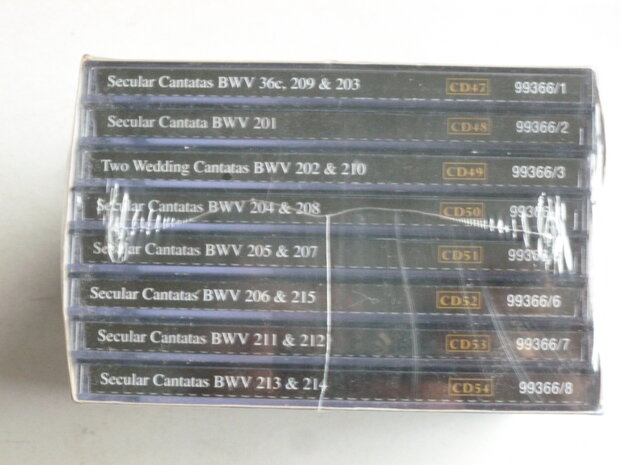 Secular Cantatas BWV 36c, 209 & 203 CD47 99366/1
Secular Cantata BWV 201 CD48 99366/2
Two Wedding Cantatas BWV 202 & 210 CD49 99366/3
Secular Cantatas BWV 204 & 208 CD50
Secular Cantatas BWV 205 & 207 CD51
Secular Cantatas BWV 206 & 215 CD52 99366/6
Secular Cantatas BWV 211 & 212 CD53 99366/7
Secular Cantatas BWV 213 & 214 CD54 99366/8